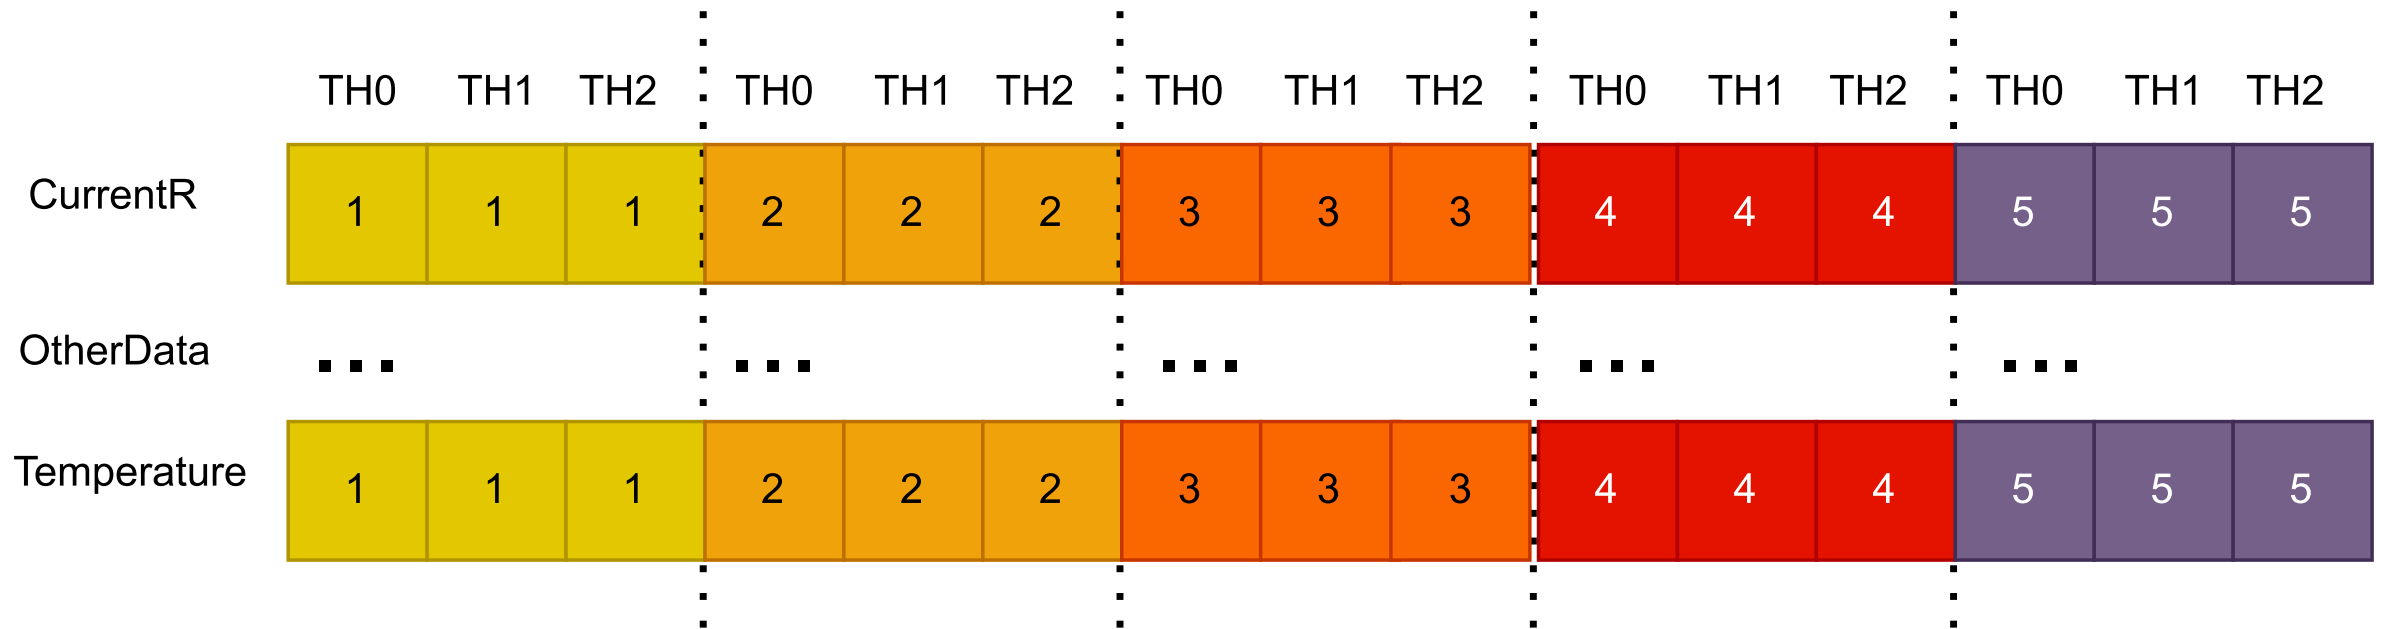 TH0 TH1 TH2 TH0 TH1 TH2 TH0 TH1 TH2 TH0 TH1 TH2 TH0 TH1 TH2
CurrentR 1 1 1 2 2 2 3 3 3 4 4 4 5 5 5
OtherData ... ... ... ... ...
Temperature 1 1 1 2 2 2 3 3 3 4 4 4 5 5 5